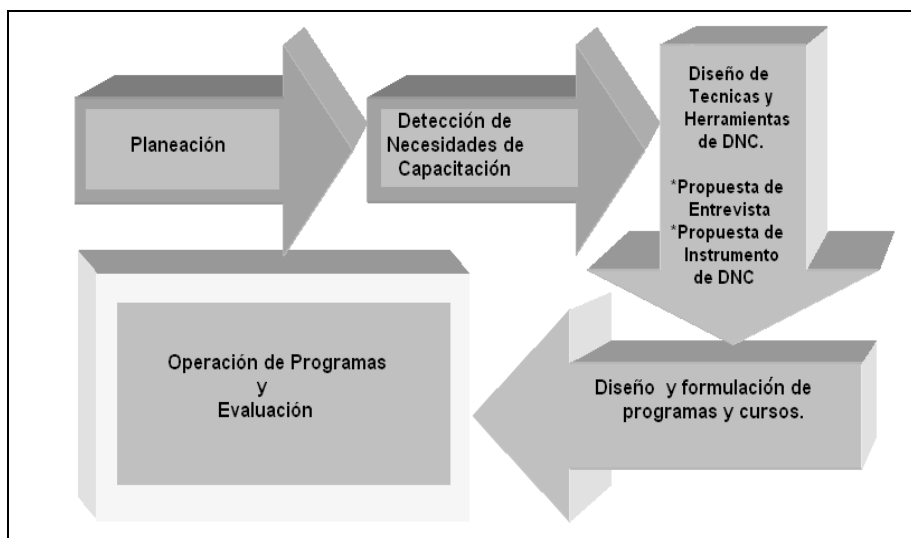 Planeación
Detección de
Necesidades de
Capacitación
Diseño de
Tecnicas y
Herramientas
de DNC.
*Propuesta de
Entrevista
*Propuesta de
Instrumento
de DNC
Diseño y formulación de
programas y cursos.
Operación de Programas
y
Evaluación